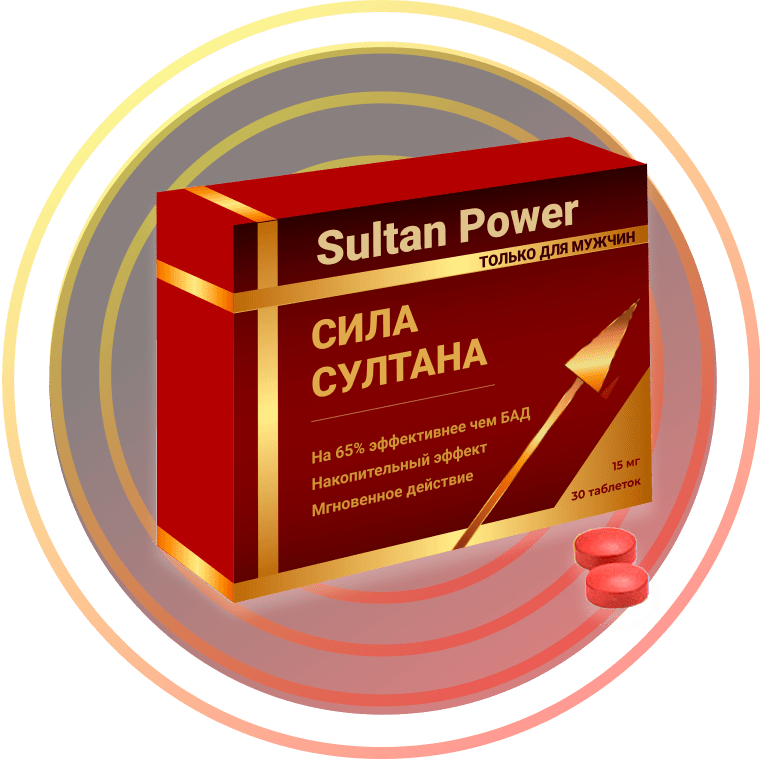 Sultan Power
ТОЛЬКО ДЛЯ МУЖЧИН
СИЛА
СУЛТАНА
На 65% эффективнее чем БАД
Накопительный эффект
Мгновенное действие
15 мг
30 таблеток